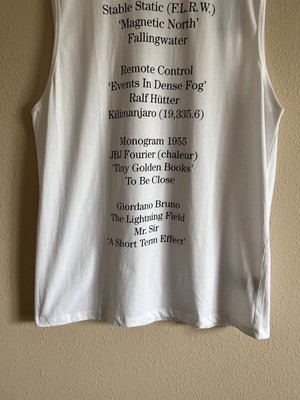 Stable Static (F.L.R.W.)
‘Magnetic North’
Fallingwater
Remote Control
‘Events In Dense Fog’
Ralf Hütter
Kilimanjaro (19,335.6)
Monogram 1955
JBJ Fourier (chaleur)
‘Tiny Golden Books’
To Be Close
Giordano Bruno
The Lightning Field
Mr. Sir
‘A Short Term Effect’